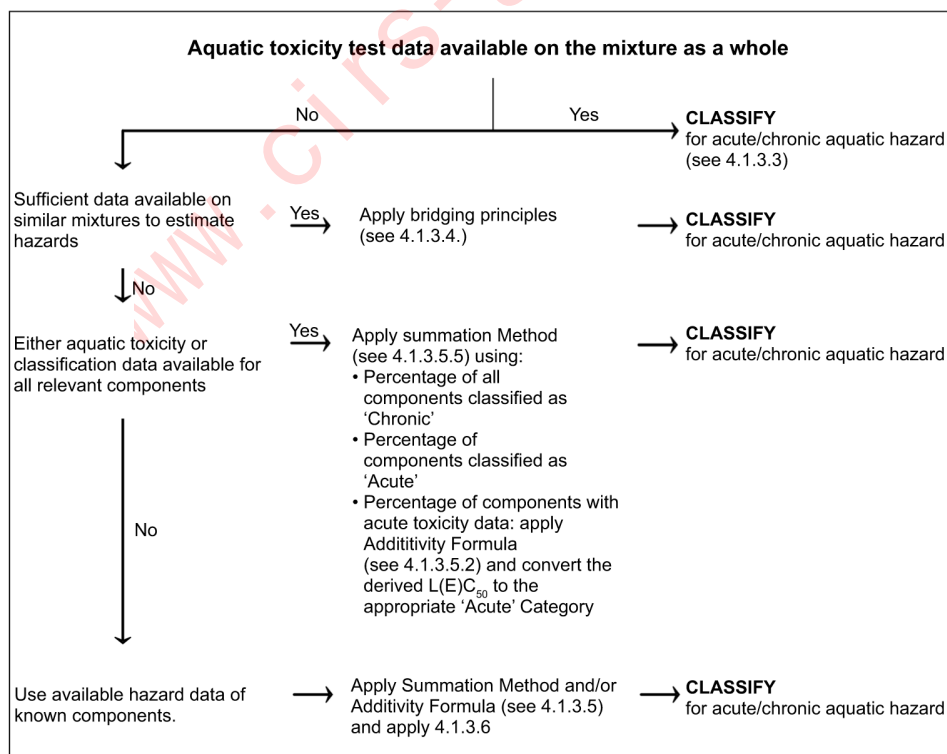 Aquatic toxicity test data available on the mixture as a whole
No
Yes
CLASSIFY
for acute/chronic aquatic hazard
(see 4.1.3.3)
Sufficient data available on
similar mixtures to estimate
hazards
Yes
Apply bridging principles
(see 4.1.3.4.)
CLASSIFY
for acute/chronic aquatic hazard
No
Either aquatic toxicity or
classification data available for
all relevant components
Yes
Apply summation Method
(see 4.1.3.5.5) using:
• Percentage of all
components classified as
‘Chronic’
• Percentage of
components classified as
‘Acute’
• Percentage of components with
acute toxicity data: apply
Addititivity Formula
(see 4.1.3.5.2) and convert the
derived L(E)C50 to the
appropriate ‘Acute’ Category
CLASSIFY
for acute/chronic aquatic hazard
No
Use available hazard data of
known components.
Apply Summation Method and/or
Additivity Formula (see 4.1.3.5)
and apply 4.1.3.6
CLASSIFY
for acute/chronic aquatic hazard
www.cirs-